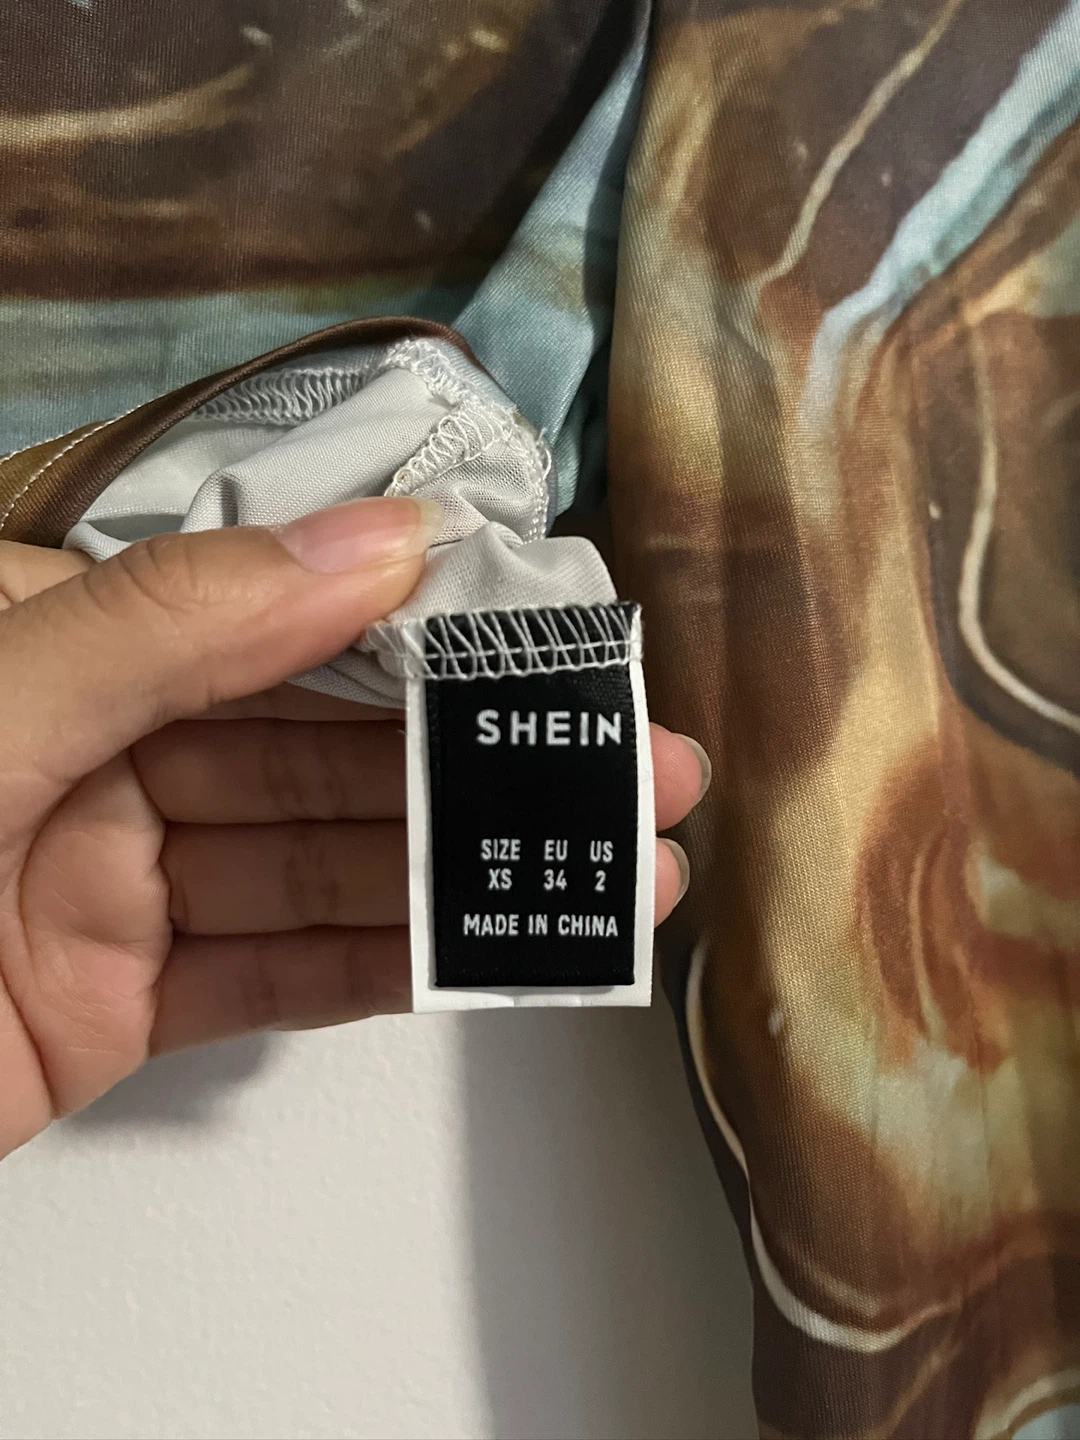 SHEIN
SIZE EU US
XS 34 2
MADE IN CHINA